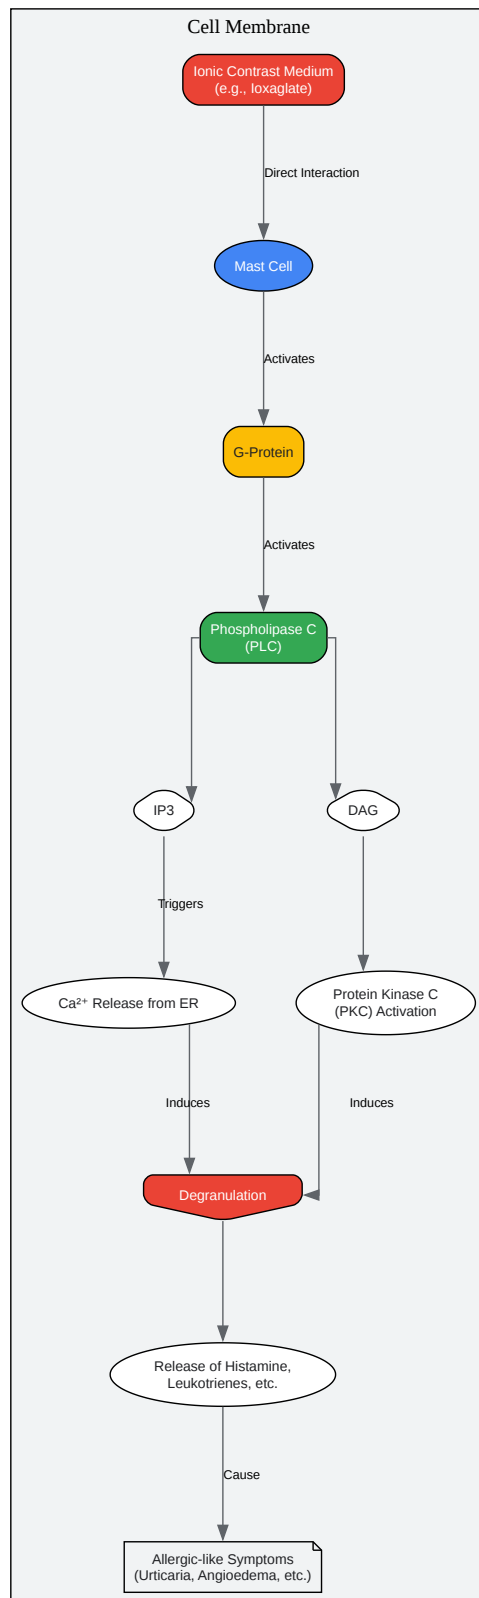 Cell Membrane
Ionic Contrast Medium
(e.g., Ioxaglate)
Direct Interaction
Mast Cell
Activates
G-Protein
Activates
Phospholipase C
(PLC)
IP3
DAG
Triggers
Ca²⁺ Release from ER
Protein Kinase C
(PKC) Activation
Induces
Induces
Degranulation
Release of Histamine,
Leukotrienes, etc.
Cause
Allergic-like Symptoms
(Urticaria, Angioedema, etc.)